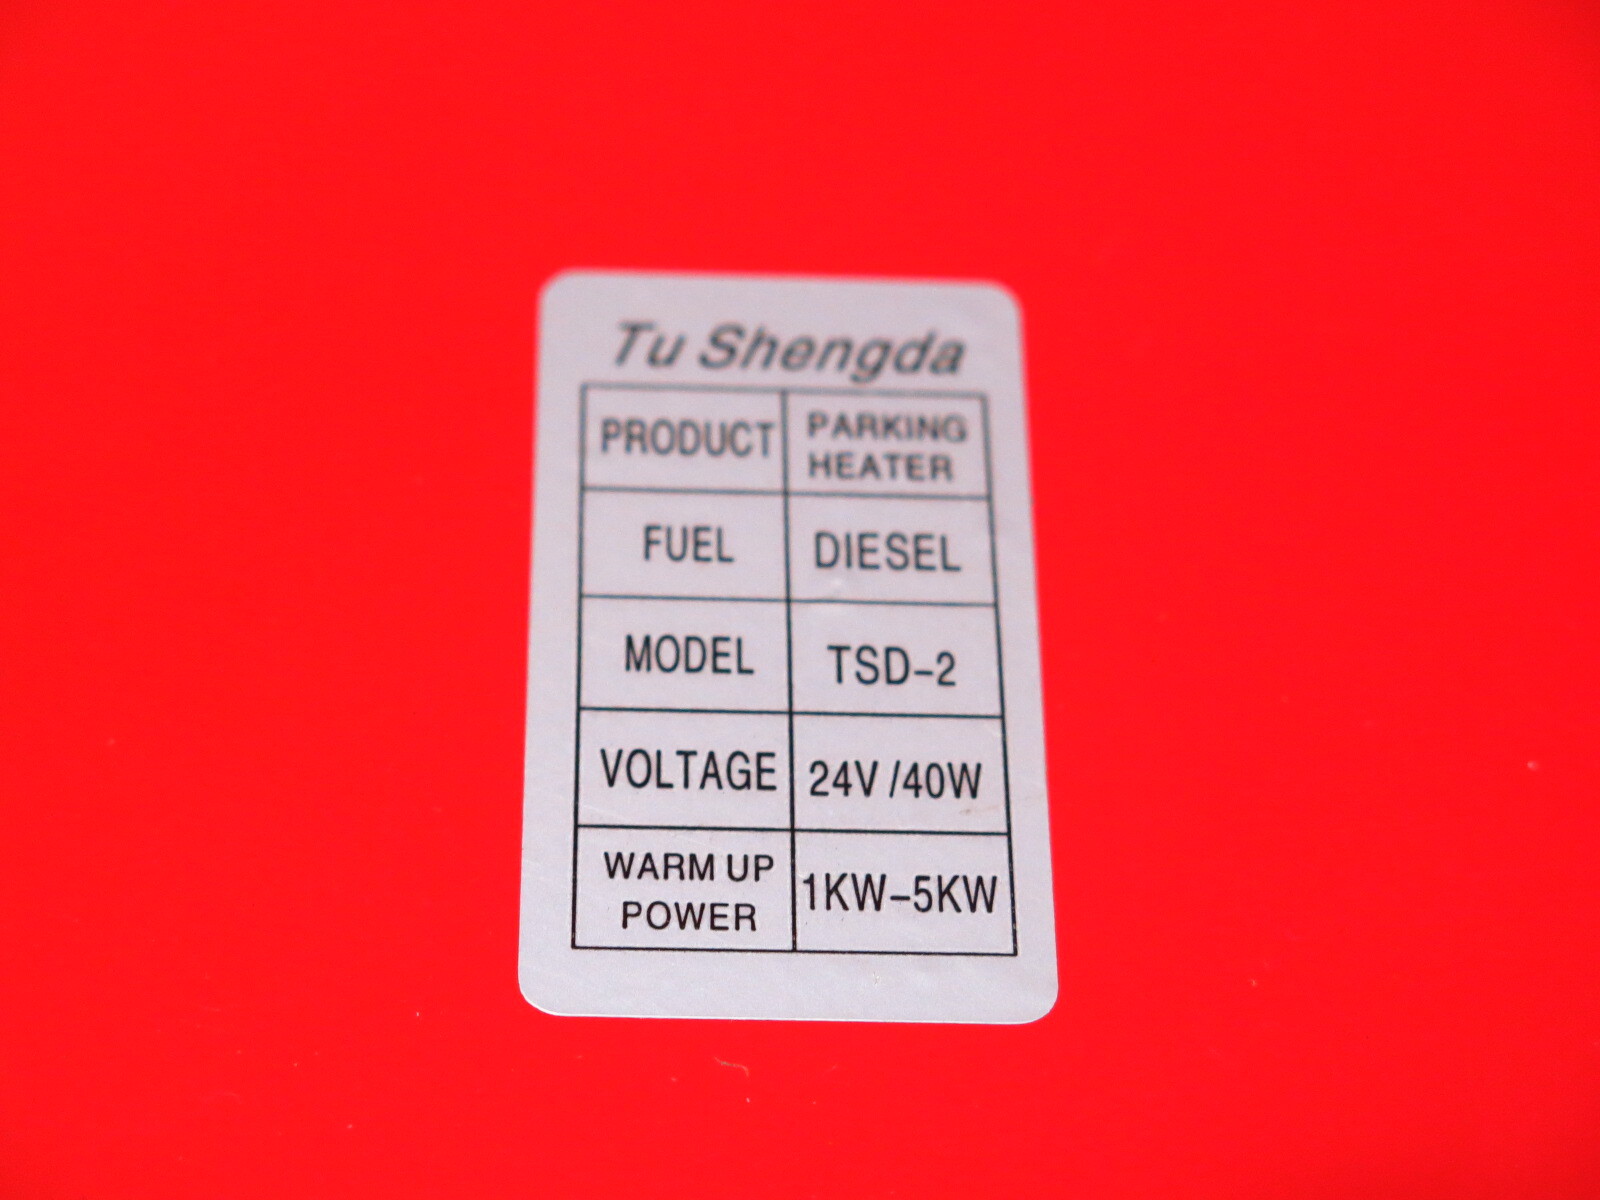 Tu Shengda
PRODUCT PARKING HEATER
FUEL DIESEL
MODEL TSD-2
VOLTAGE 24V /40W
WARM UP POWER 1KW-5KW